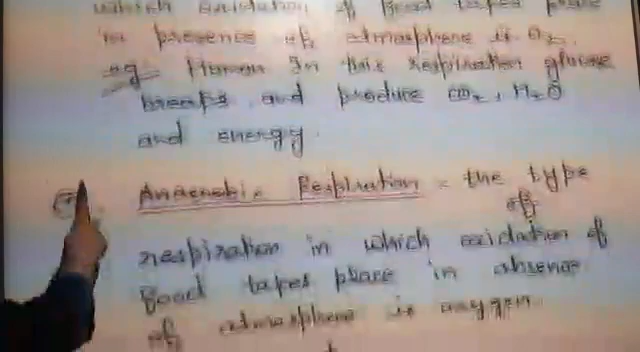 which oxidation of food takes place
in presence of atmospheric O2.
eg:- Human In this respiration glucose
breaks and produce CO2, H2O
and energy.
Anaerobic Respiration - the type
of
respiration in which oxidation of
food takes place in absence
of atmospheric oxygen.